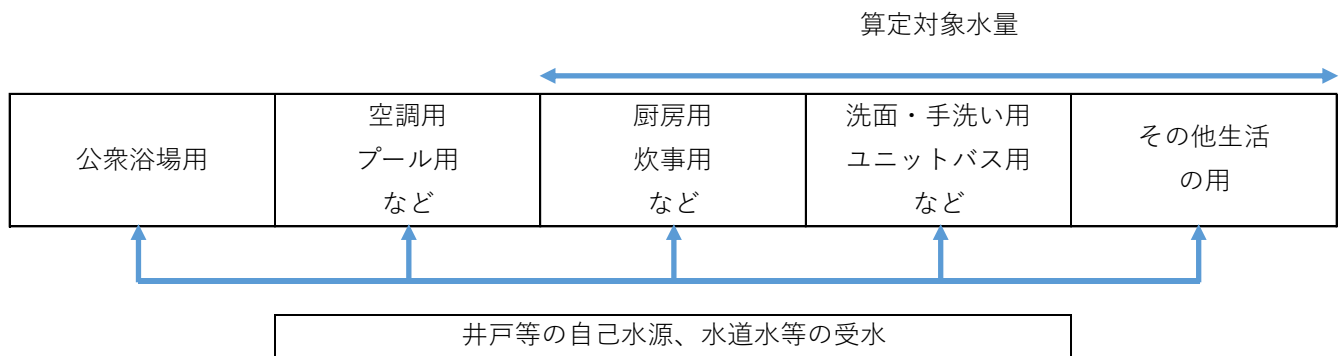 算定対象水量
公衆浴場用
空調用
プール用
など
厨房用
炊事用
など
洗面・手洗い用
ユニットバス用
など
その他生活
の用
井戸等の自己水源、水道水等の受水